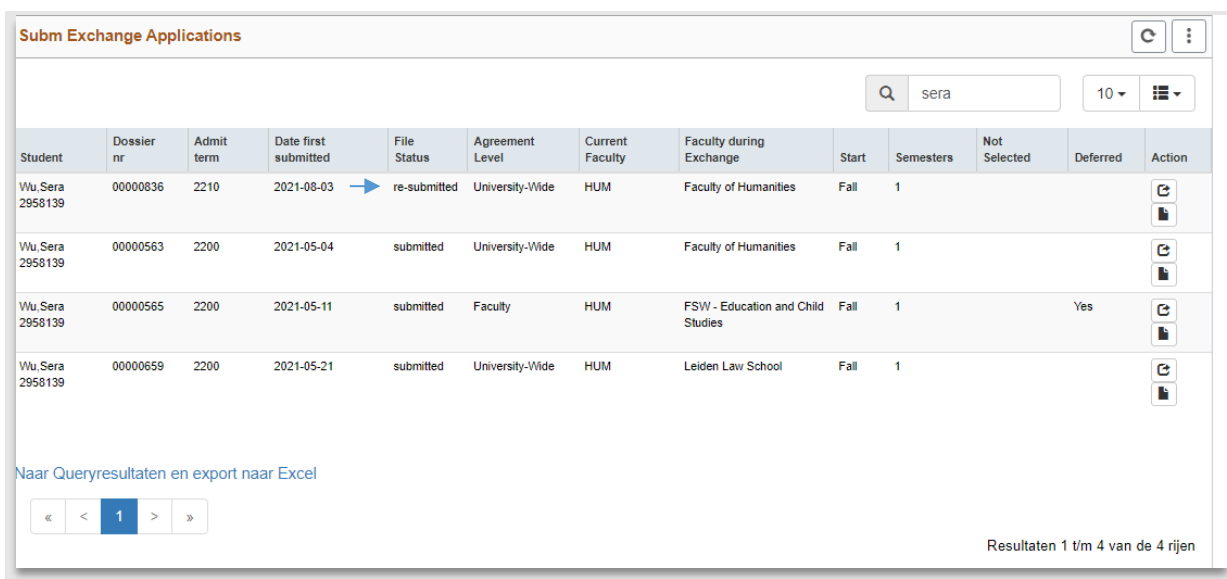 Subm Exchange Applications
sera
10
Student Dossier nr Admit term Date first submitted File Status Agreement Level Current Faculty Faculty during Exchange Start Semesters Not Selected Deferred Action
Wu,Sera 00000836 2210 2021-08-03 re-submitted University-Wide HUM Faculty of Humanities Fall 1
2958139
Wu,Sera 00000563 2200 2021-05-04 submitted University-Wide HUM Faculty of Humanities Fall 1
2958139
Wu,Sera 00000565 2200 2021-05-11 submitted Faculty HUM FSW - Education and Child Fall 1 Yes
2958139 Studies
Wu,Sera 00000659 2200 2021-05-21 submitted University-Wide HUM Leiden Law School Fall 1
2958139
Naar Queryresultaten en export naar Excel
« < 1 > »
Resultaten 1 t/m 4 van de 4 rijen